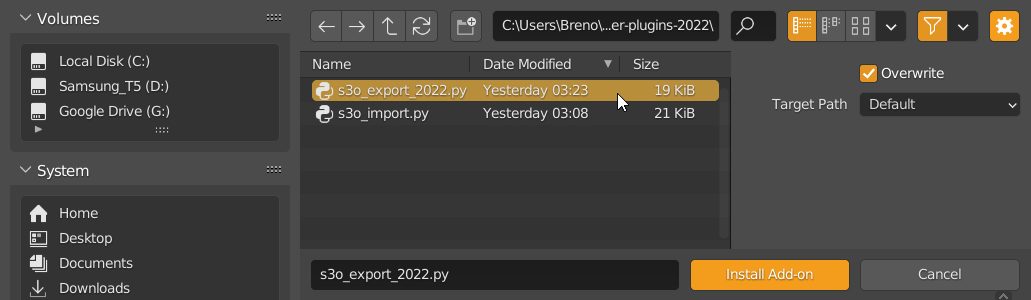 Volumes
Local Disk (C:)
Samsung_T5 (D:)
Google Drive (G:)
System
Home
Desktop
Documents
Downloads
C:\Users\Breno\...er-plugins-2022\
Name Date Modified Size
s3o_export_2022.py Yesterday 03:23 19 KiB
s3o_import.py Yesterday 03:08 21 KiB
s3o_export_2022.py
Install Add-on
Cancel
Overwrite
Target Path Default